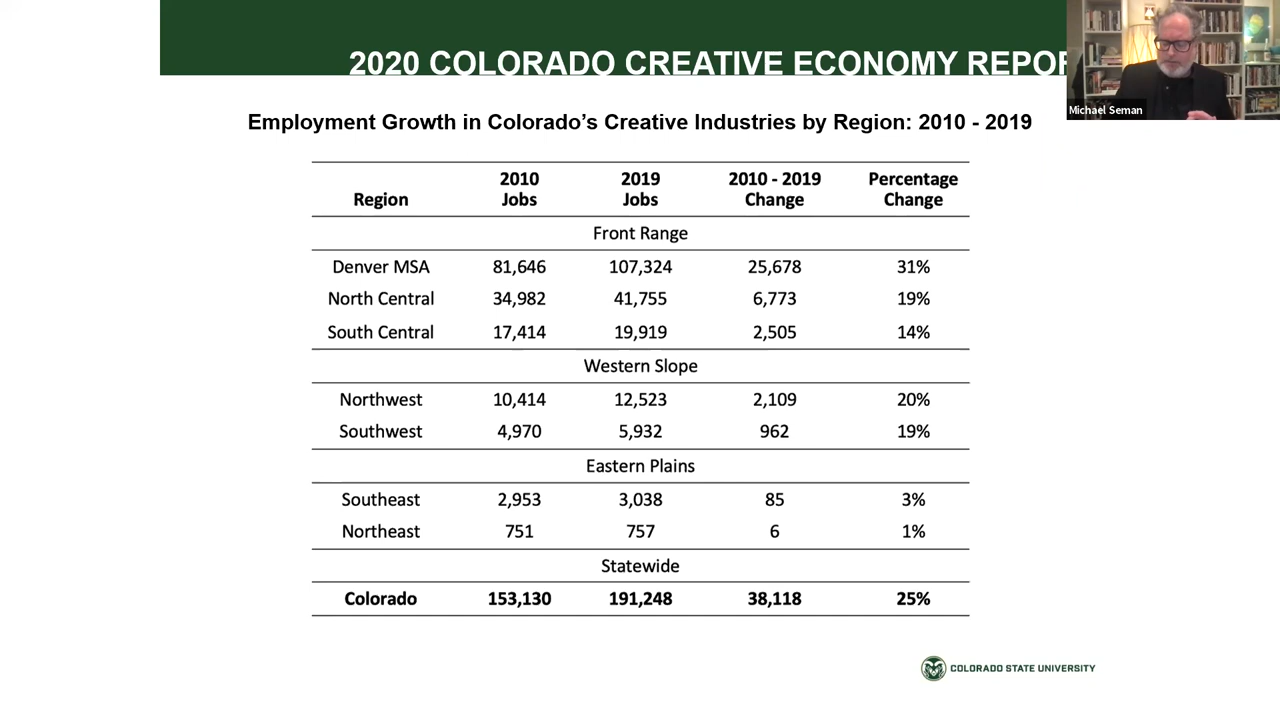 2020 COLORADO CREATIVE ECONOMY REPOR
Michael Seman
Employment Growth in Colorado’s Creative Industries by Region: 2010 - 2019
Region 2010 Jobs 2019 Jobs 2010 - 2019 Change Percentage Change
Front Range
Denver MSA 81,646 107,324 25,678 31%
North Central 34,982 41,755 6,773 19%
South Central 17,414 19,919 2,505 14%
Western Slope
Northwest 10,414 12,523 2,109 20%
Southwest 4,970 5,932 962 19%
Eastern Plains
Southeast 2,953 3,038 85 3%
Northeast 751 757 6 1%
Statewide
Colorado 153,130 191,248 38,118 25%
COLORADO STATE UNIVERSITY